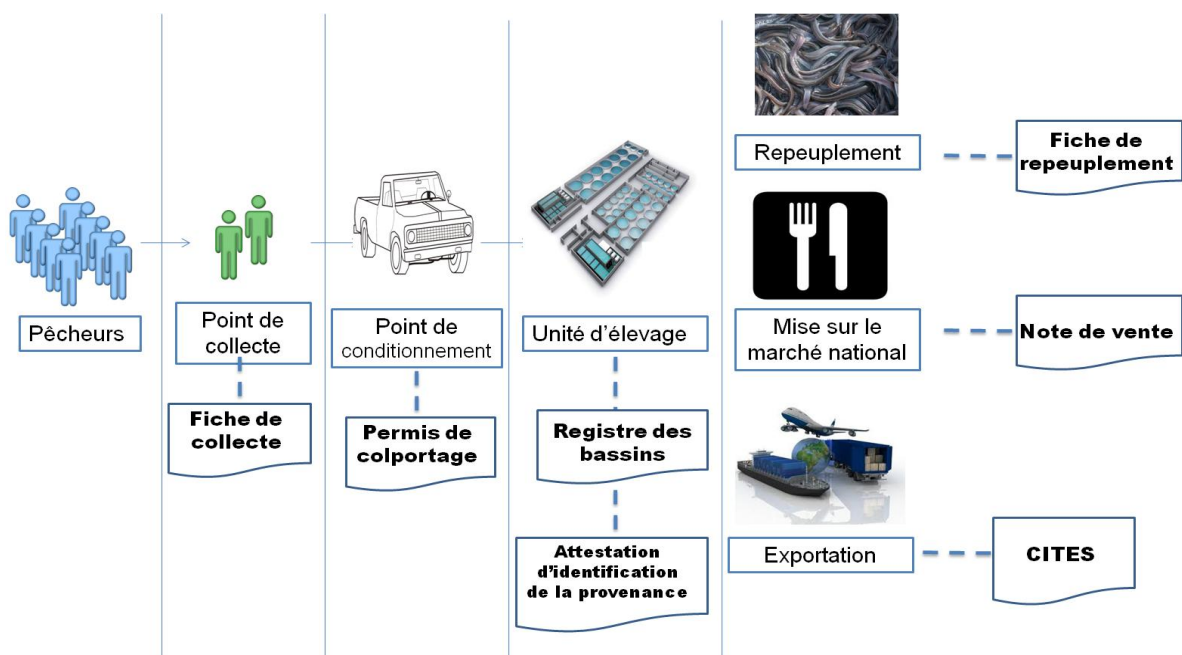 Pêcheurs
Point de
collecte
Fiche de
collecte
Point de
conditionnement
Permis de
colportage
Unité d'élevage
Registre des
bassins
Attestation
d'identification
de la provenance
Repeuplement
Fiche de
repeuplement
Mise sur le
marché national
Note de vente
Exportation
CITES